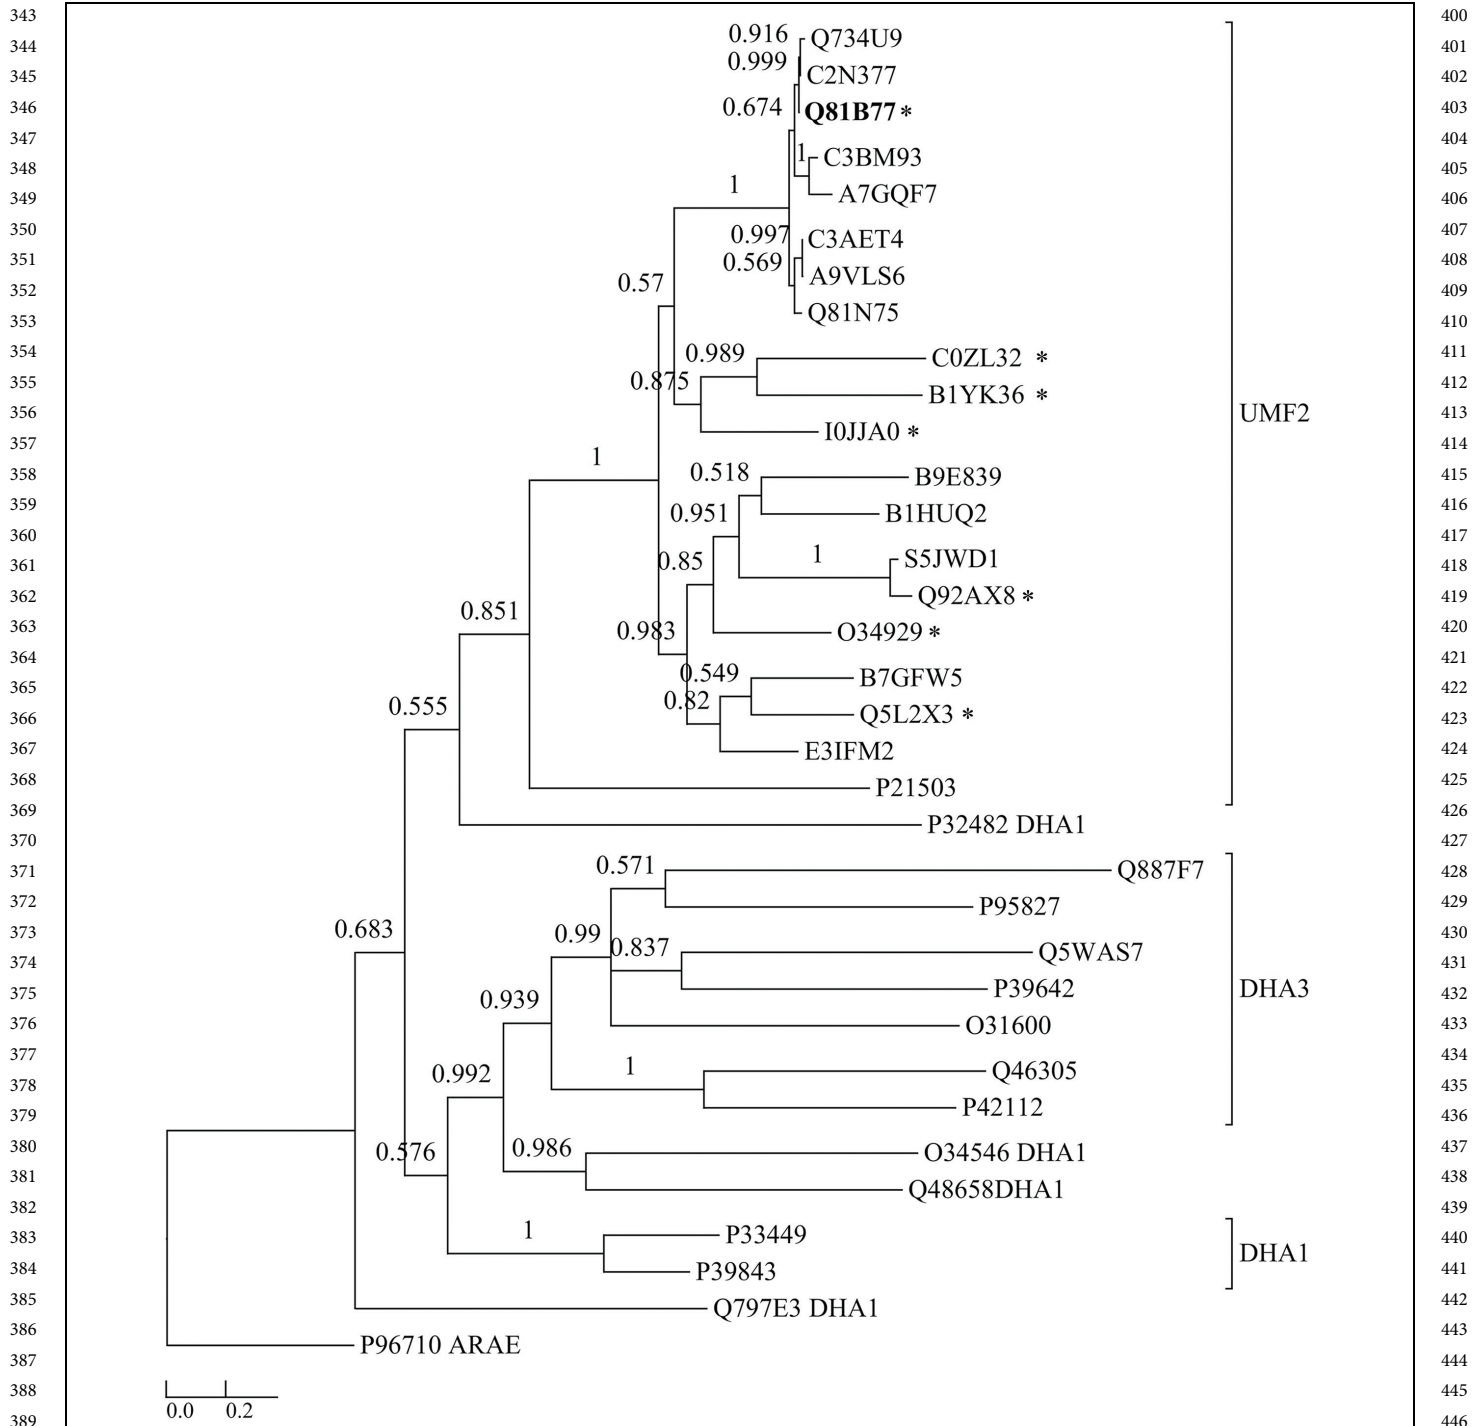 343 400
0.916 Q734U9
344 401
0.999
345 C2N377 402
346 0.674 Q81B77 * 403
347 404
1 C3BM93
348 405
349 1 A7GQF7 406
350 0.997 C3AET4 407
351 0.569 408
A9VLS6
352 0.57 409
353 Q81N75 410
354 0.989 C0ZL32 * 411
355 0.875 412
B1YK36 *
356 UMF2 413
357 I0JJA0 * 414
358 1 0.518 B9E839 415
359 0.951 B1HUQ2 416
360 417
361 0.85 1 S5JWD1 418
362 Q92AX8 * 419
363 0.851 0.983 O34929 * 420
364 421
0.549 B7GFW5
365 422
0.82
366 0.555 Q5L2X3 * 423
367 E3IFM2 424
368 P21503 425
369 426
P32482 DHA1
370 427
371 0.571 Q887F7 428
372 P95827 429
373 0.683 0.99 430
0.837 Q5WAS7
374 431
375 0.939 P39642 DHA3 432
376 O31600 433
377 434
1 Q46305
378 0.992 435
379 P42112 436
380 0.576 0.986 O34546 DHA1 437
381 438
Q48658DHA1
382 439
383 1 P33449 440
DHA1
384 P39843 441
385 442
Q797E3 DHA1
386 443
P96710 ARAE
387 444
388 445
0.0 0.2
389 446